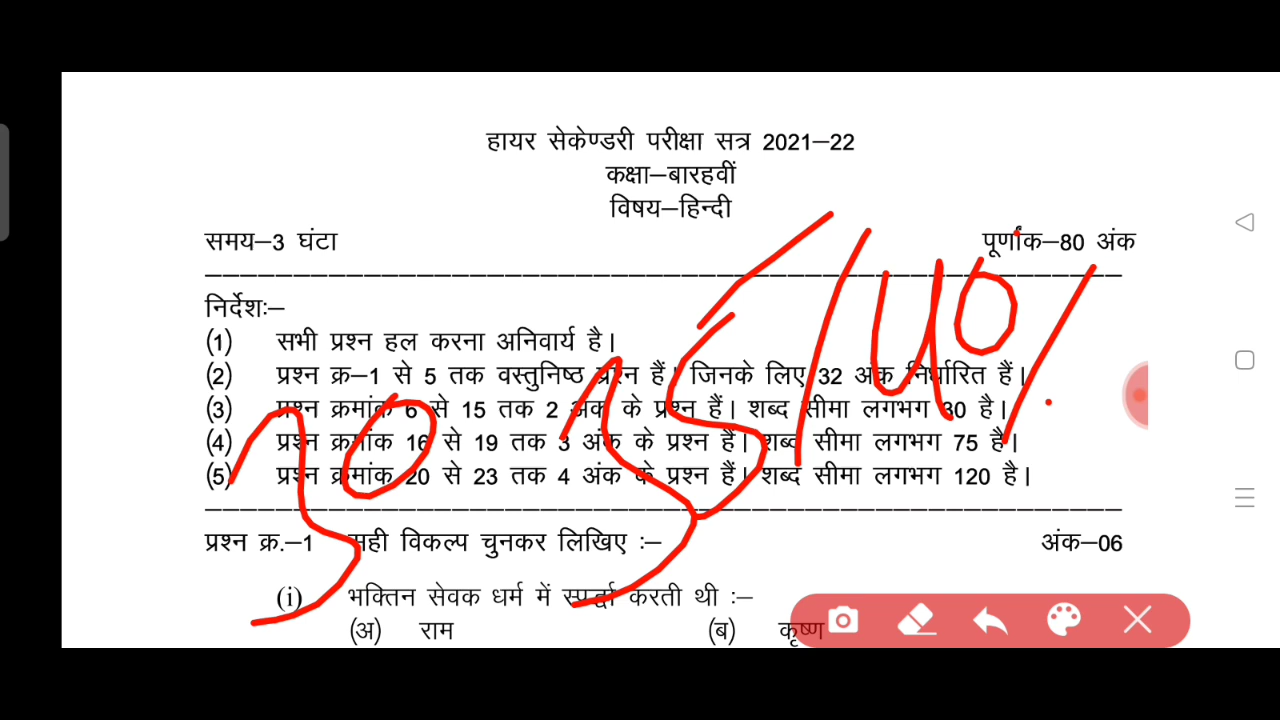 हायर सेकेण्डरी परीक्षा सत्र 2021–22
कक्षा–बारहवीं
विषय–हिन्दी
समय–3 घंटा पूर्णांक–80 अंक
निर्देशः–
(1) सभी प्रश्न हल करना अनिवार्य है।
(2) प्रश्न क्र–1 से 5 तक वस्तुनिष्ठ प्रश्न हैं। जिनके लिए 32 अंक निर्धारित हैं।
(3) प्रश्न क्रमांक 6 से 15 तक 2 अंक के प्रश्न हैं। शब्द सीमा लगभग 30 है।
(4) प्रश्न क्रमांक 16 से 19 तक 3 अंक के प्रश्न हैं। शब्द सीमा लगभग 75 है।
(5) प्रश्न क्रमांक 20 से 23 तक 4 अंक के प्रश्न हैं। शब्द सीमा लगभग 120 है।
30 35/40/
प्रश्न क्र.–1 सही विकल्प चुनकर लिखिए :– अंक–06
(i) भक्तिन सेवक धर्म में स्पर्द्धा करती थी :–
(अ) राम (ब) कृष्ण